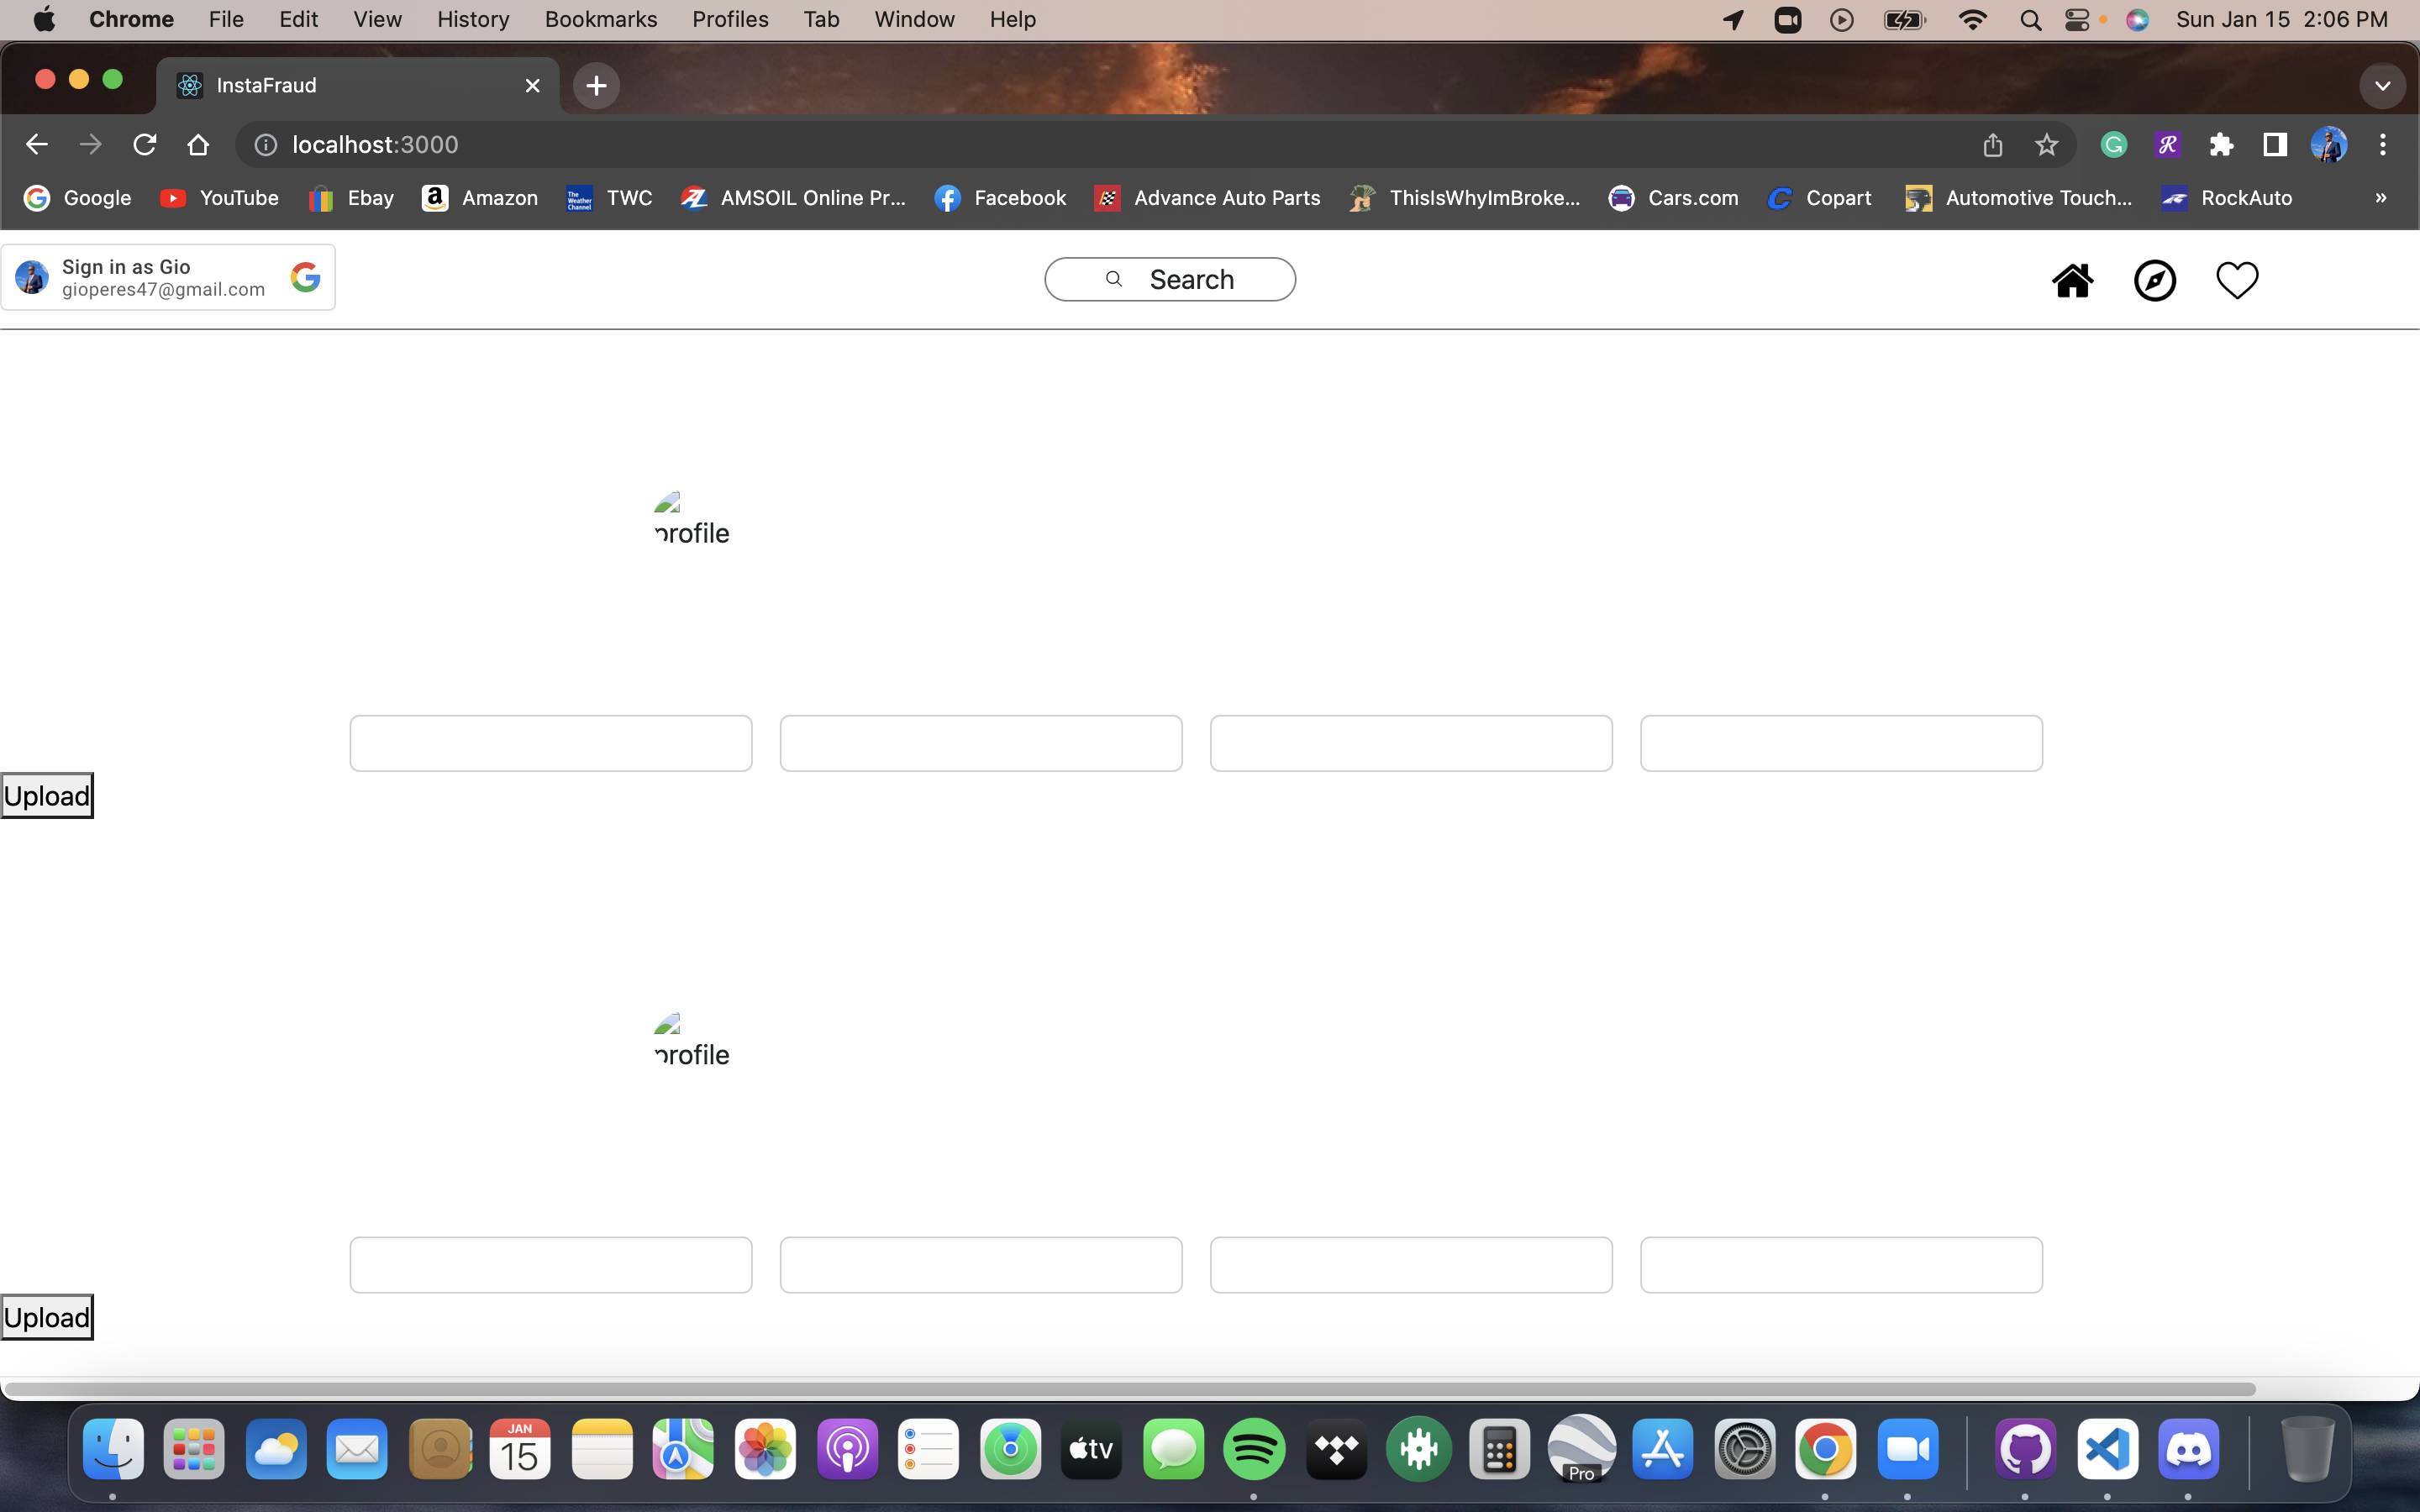 Chrome File Edit View History Bookmarks Profiles Tab Window Help Sun Jan 15 2:06 PM
InstaFraud
localhost:3000
Google YouTube Ebay Amazon TWC AMSOIL Online Pr... Facebook Advance Auto Parts ThisIsWhyImBroke... Cars.com Copart Automotive Touch... RockAuto »
Sign in as Gio
gioperes47@gmail.com
Search
profile
Upload
profile
Upload
JAN
15
tv
Pro